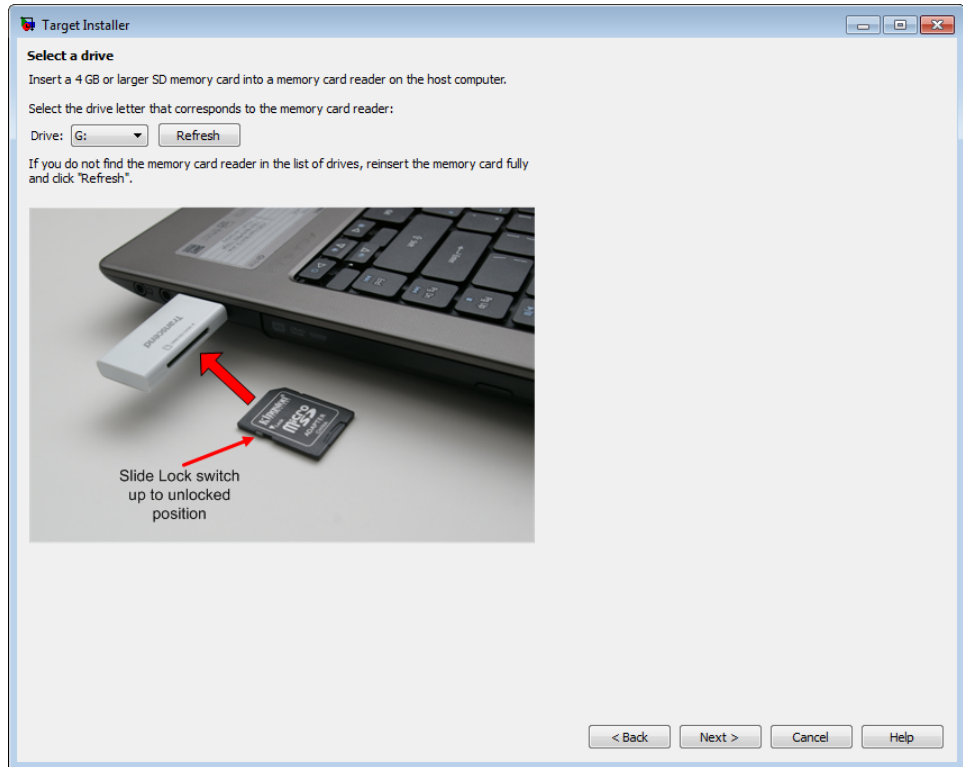 Target Installer
Select a drive
Insert a 4 GB or larger SD memory card into a memory card reader on the host computer.
Select the drive letter that corresponds to the memory card reader:
Drive: G: Refresh
If you do not find the memory card reader in the list of drives, reinsert the memory card fully
and click "Refresh".
Transcend
Kingston
Micro
SD
ADAPTER
Slide Lock switch
up to unlocked
position
< Back Next > Cancel Help